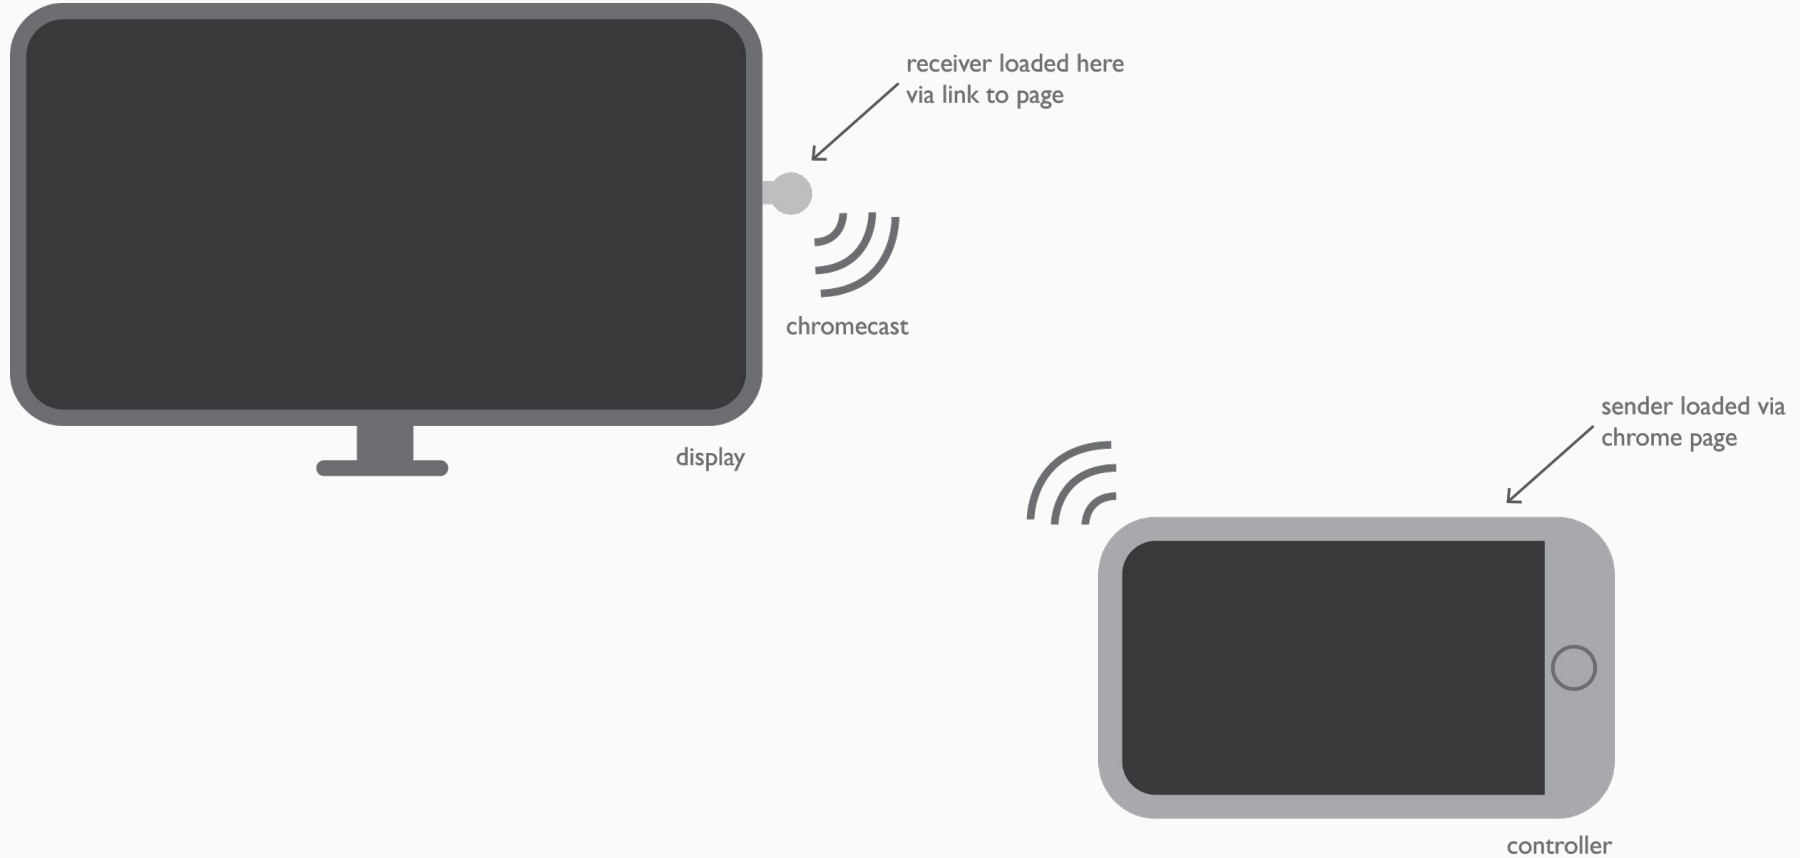 receiver loaded here
via link to page
chromecast
display
sender loaded via
chrome page
controller